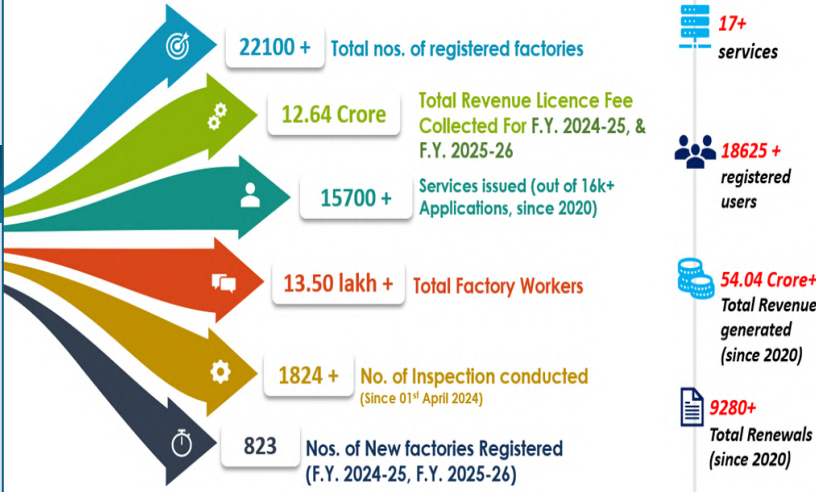 22100 + Total nos. of registered factories
12.64 Crore
Total Revenue Licence Fee
Collected For F.Y. 2024-25, &
F.Y. 2025-26
15700 +
Services issued (out of 16k+
Applications, since 2020)
13.50 lakh + Total Factory Workers
1824 + No. of Inspection conducted
(Since 01st April 2024)
823 Nos. of New factories Registered
(F.Y. 2024-25, F.Y. 2025-26)
17+
services
18625 +
registered
users
54.04 Crore+
Total Revenue
generated
(since 2020)
9280+
Total Renewals
(since 2020)